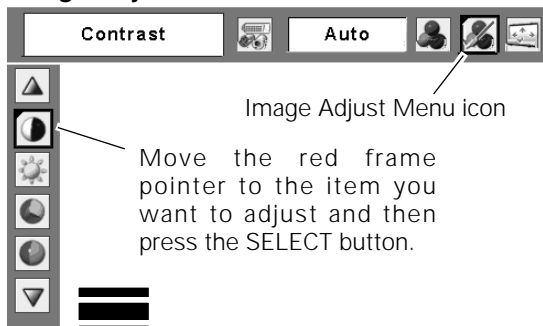 Contrast
Auto
Image Adjust Menu icon
Move the red frame
pointer to the item you
want to adjust and then
press the SELECT button.